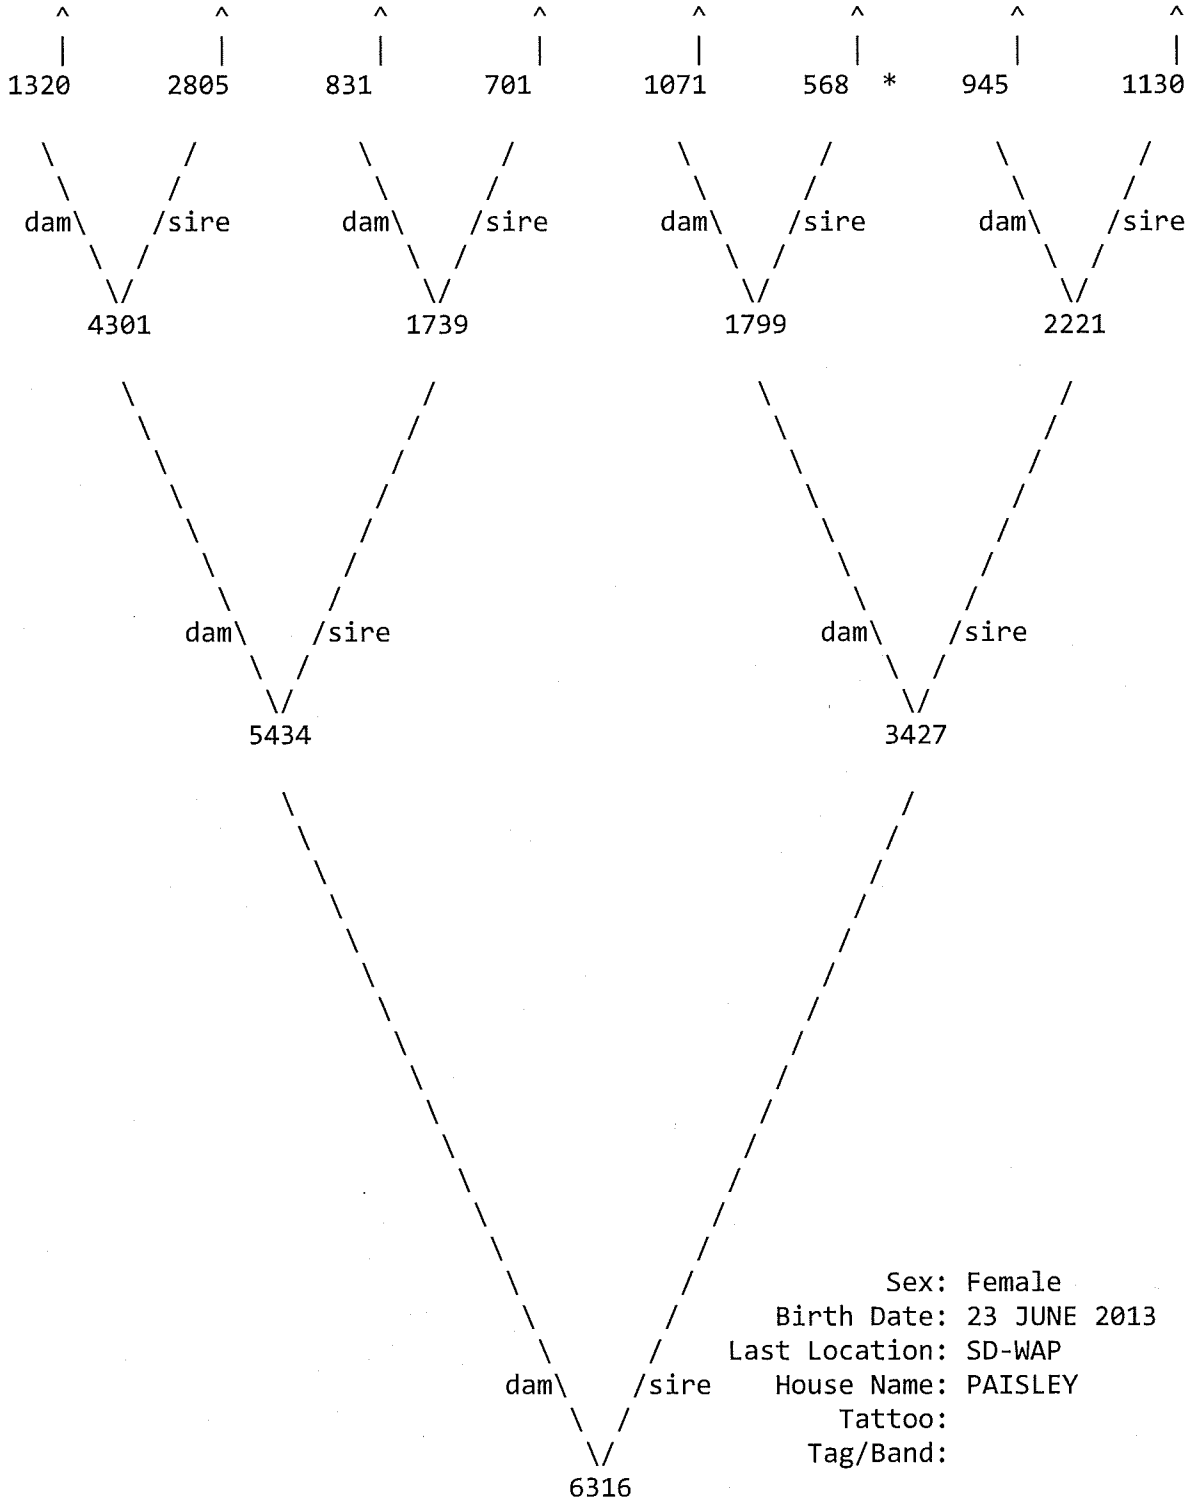 ^ ^ ^ ^ ^ ^ ^ ^
| | | | | | | |
1320 2805 831 701 1071 568 * 945 1130
dam\ /sire dam\ /sire dam\ /sire dam\ /sire
4301 1739 1799 2221
dam\ /sire dam\ /sire
5434 3427
Sex: Female
Birth Date: 23 JUNE 2013
Last Location: SD-WAP
dam\ /sire House Name: PAISLEY
Tattoo:
Tag/Band:
6316